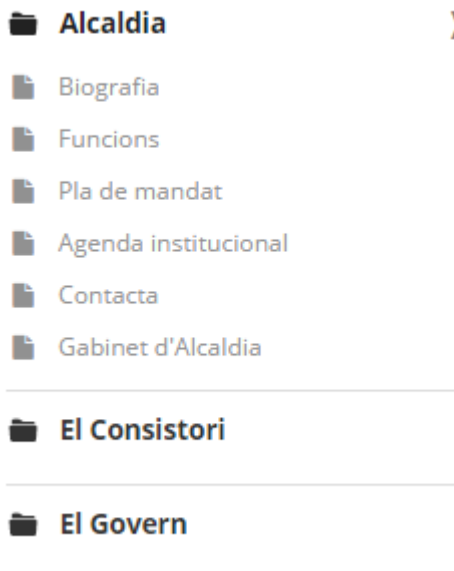 Alcaldia
Biografia
Funcions
Pla de mandat
Agenda institucional
Contacta
Gabinet d'Alcaldia
El Consistori
El Govern